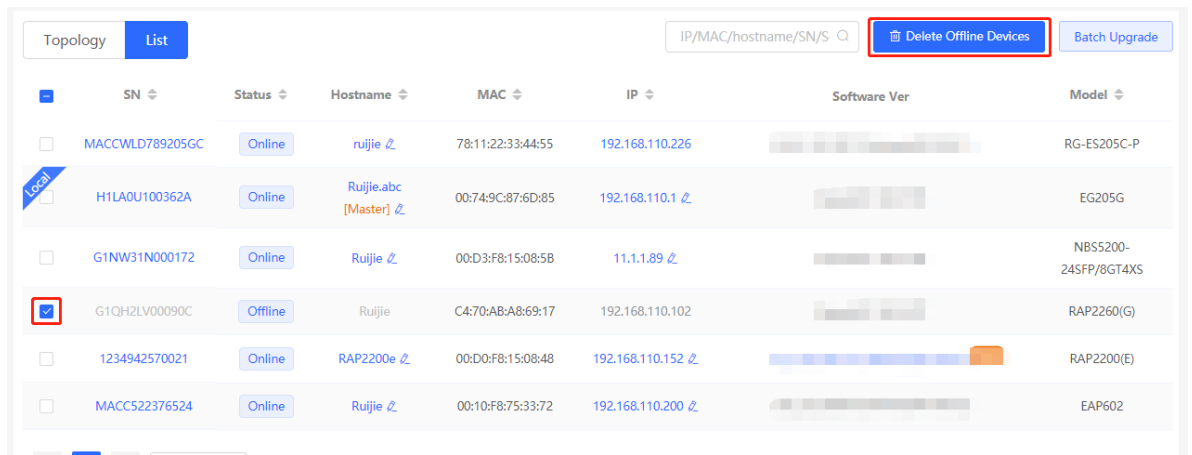 Topology
List
IP/MAC/hostname/SN/S
Delete Offline Devices
Batch Upgrade
SN Status Hostname MAC IP Software Ver Model
MACCWLD789205GC Online ruijie 78:11:22:33:44:55 192.168.110.226 RG-ES205C-P
Local
H1LA0U100362A Online Ruijie.abc [Master] 00:74:9C:87:6D:85 192.168.110.1 EG205G
G1NW31N000172 Online Ruijie 00:D3:F8:15:08:5B 11.1.1.89 NBS5200-
24SFP/8GT4XS
G1QH2LV00090C Offline Ruijie C4:70:AB:A8:69:17 192.168.110.102 RAP2260(G)
1234942570021 Online RAP2200e 00:D0:F8:15:08:48 192.168.110.152 RAP2200(E)
MACC522376524 Online Ruijie 00:10:F8:75:33:72 192.168.110.200 EAP602